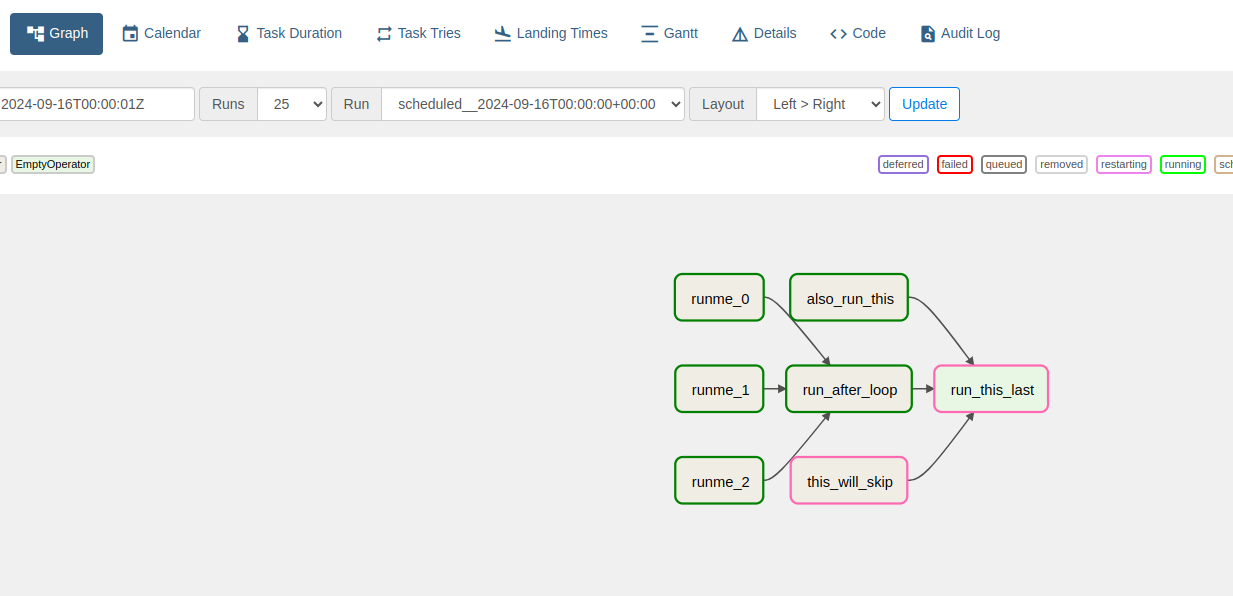 Graph Calendar Task Duration Task Tries Landing Times Gantt Details Code Audit Log
2024-09-16T00:00:01Z Runs 25 Run scheduled__2024-09-16T00:00:00+00:00 Layout Left > Right Update
EmptyOperator deferred failed queued removed restarting running
runme_0 also_run_this
runme_1 run_after_loop run_this_last
runme_2 this_will_skip